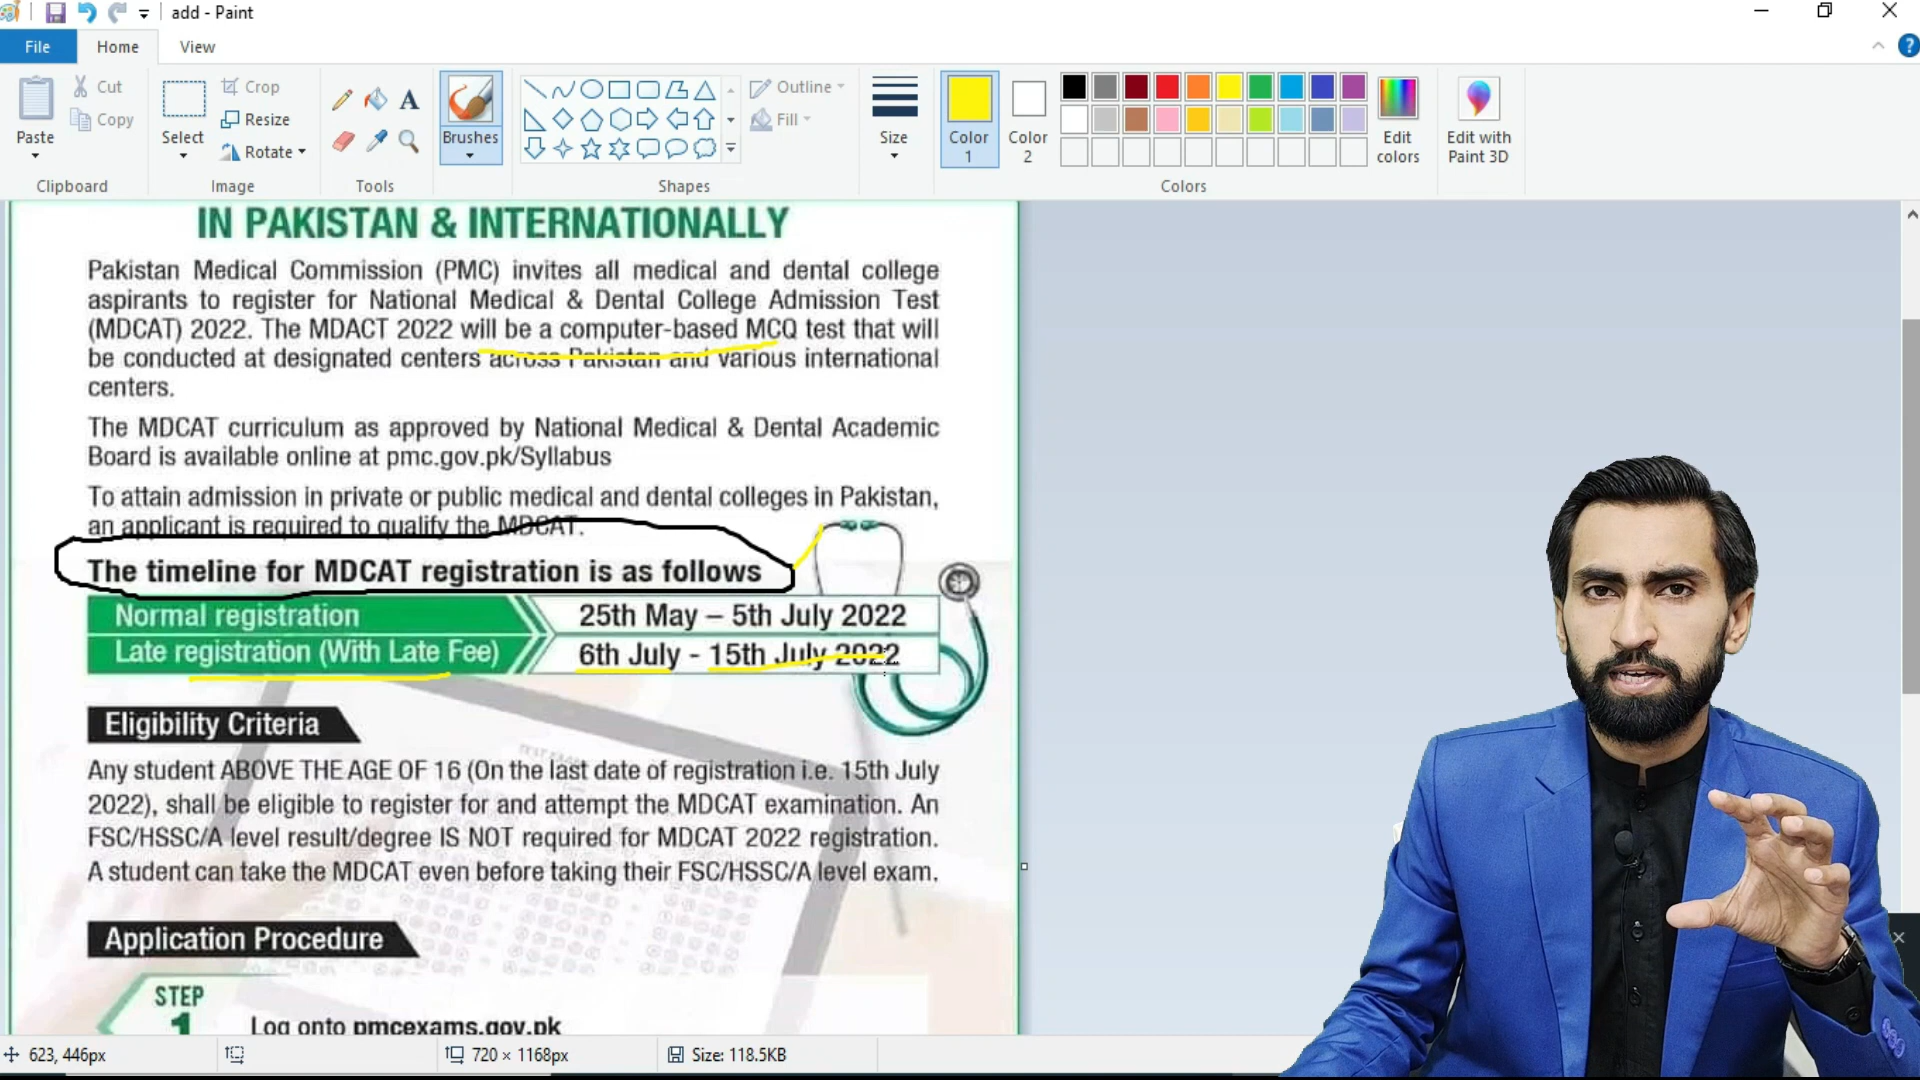 add - Paint
File Home View
Paste
Cut
Copy
Clipboard
Select
Crop
Resize
Rotate
Image
A
Tools
Brushes
Outline
Fill
Shapes
Size
Color
1
Color
2
Edit
colors
Colors
Edit with
Paint 3D
?
IN PAKISTAN & INTERNATIONALLY
Pakistan Medical Commission (PMC) invites all medical and dental college
aspirants to register for National Medical & Dental College Admission Test
(MDCAT) 2022. The MDACT 2022 will be a computer-based MCQ test that will
be conducted at designated centers across Pakistan and various international
centers.
The MDCAT curriculum as approved by National Medical & Dental Academic
Board is available online at pmc.gov.pk/Syllabus
To attain admission in private or public medical and dental colleges in Pakistan,
an applicant is required to qualify the MDCAT.
The timeline for MDCAT registration is as follows
Normal registration 25th May – 5th July 2022
Late registration (With Late Fee) 6th July - 15th July 2022
Eligibility Criteria
Any student ABOVE THE AGE OF 16 (On the last date of registration i.e. 15th July
2022), shall be eligible to register for and attempt the MDCAT examination. An
FSC/HSSC/A level result/degree IS NOT required for MDCAT 2022 registration.
A student can take the MDCAT even before taking their FSC/HSSC/A level exam.
Application Procedure
STEP
1
Log onto pmcexams.gov.pk
623, 446px
720 × 1168px
Size: 118.5KB